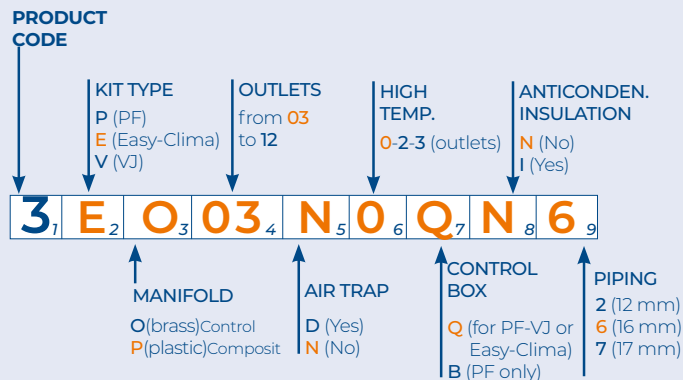 PRODUCT
CODE
KIT TYPE
P (PF)
E (Easy-Clima)
V (VJ)
OUTLETS
from 03
to 12
HIGH
TEMP.
0-2-3 (outlets)
ANTICONDEN.
INSULATION
N (No)
I (Yes)
3 1 E 2 O 3 03 4 N 5 0 6 Q 7 N 8 6 9
MANIFOLD
O(brass)Control
P(plastic)Composit
AIR TRAP
D (Yes)
N (No)
CONTROL
BOX
Q (for PF-VJ or
Easy-Clima)
B (PF only)
PIPING
2 (12 mm)
6 (16 mm)
7 (17 mm)